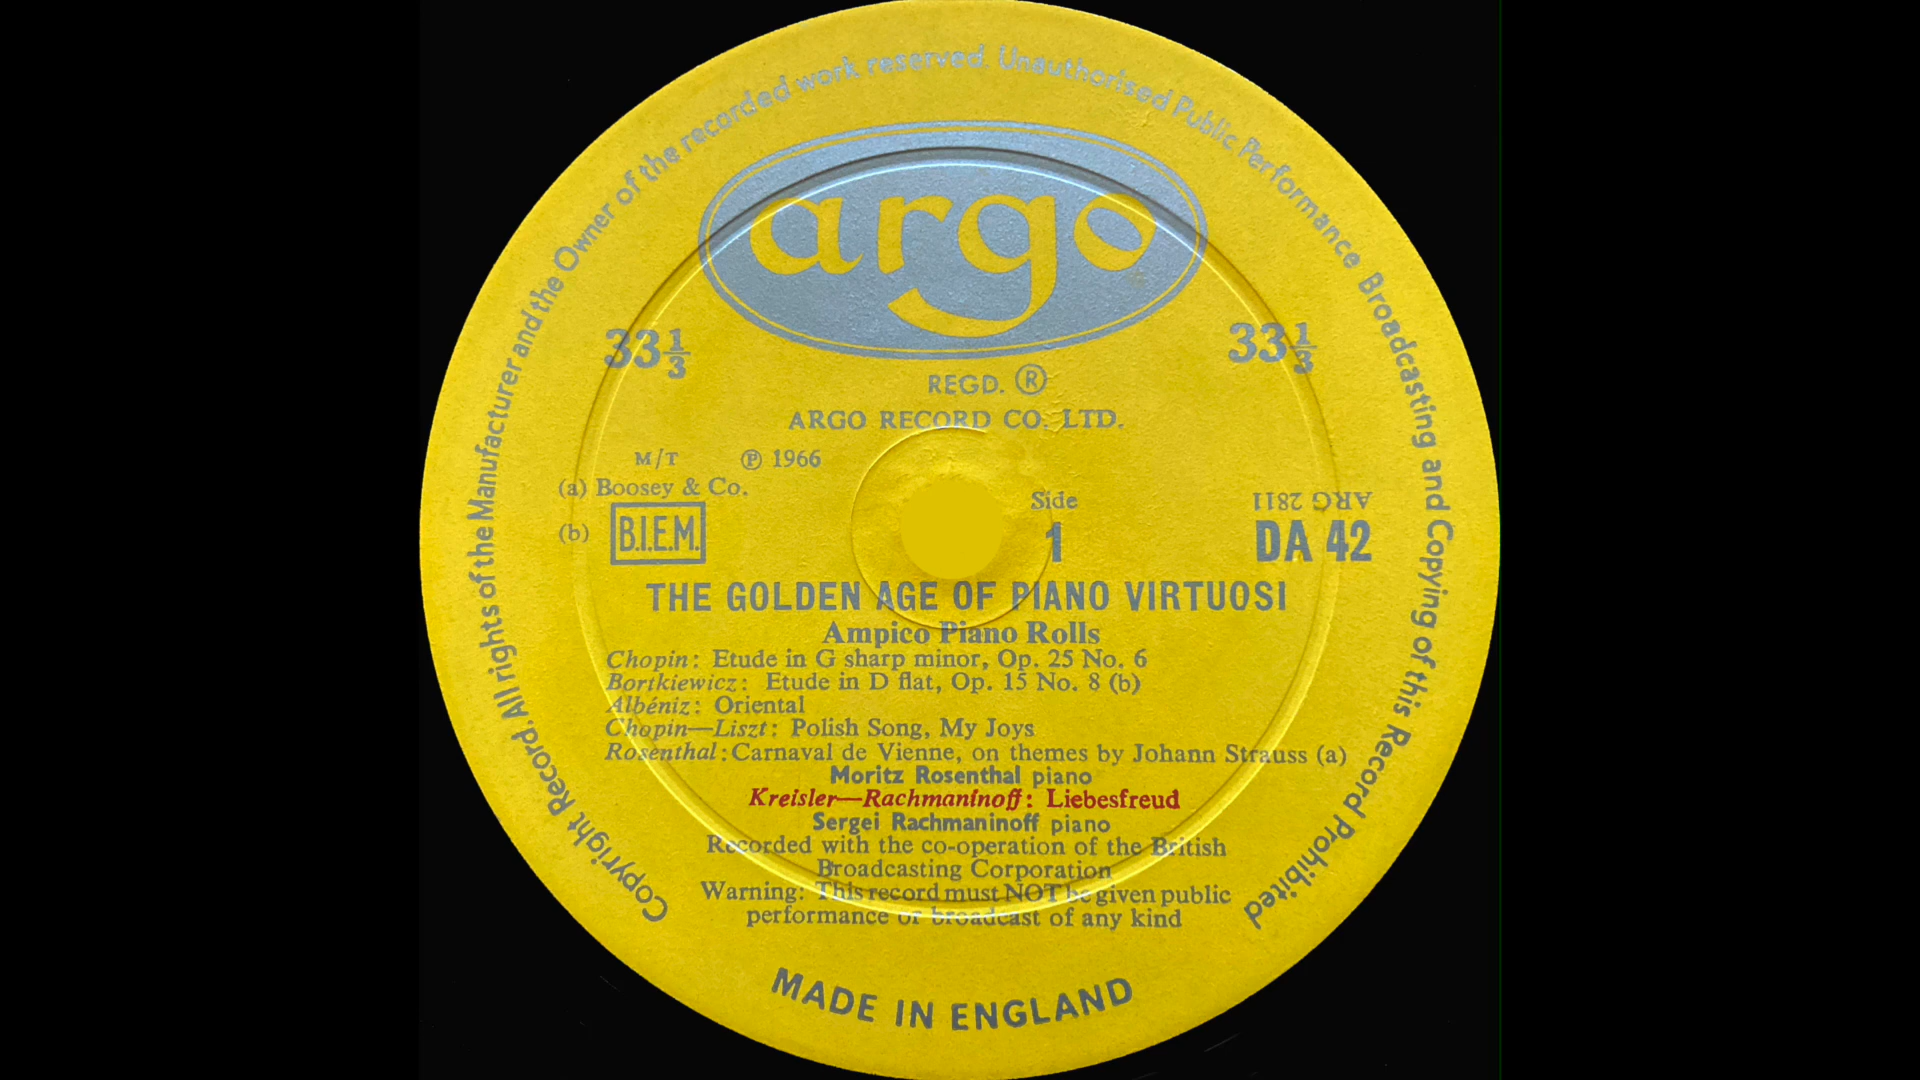 Copyright Record. All rights of the Manufacturer and the Owner of the recorded work reserved. Unauthorised Public Performance Broadcasting and Copying of this Record Prohibited
argo
33⅓
33⅓
REGD. ®
ARGO RECORD CO. LTD.
M/T ℗ 1966
(a) Boosey & Co.
(b) B.I.E.M.
Side
1
ARG 2811
DA 42
THE GOLDEN AGE OF PIANO VIRTUOSI
Ampico Piano Rolls
Chopin: Etude in G sharp minor, Op. 25 No. 6
Bortkiewicz: Etude in D flat, Op. 15 No. 8 (b)
Albéniz: Oriental
Chopin—Liszt: Polish Song, My Joys
Rosenthal: Carnaval de Vienne, on themes by Johann Strauss (a)
Moritz Rosenthal piano
Kreisler—Rachmaninoff: Liebesfreud
Sergei Rachmaninoff piano
Recorded with the co-operation of the British
Broadcasting Corporation
Warning: This record must NOT be given public
performance or broadcast of any kind
MADE IN ENGLAND